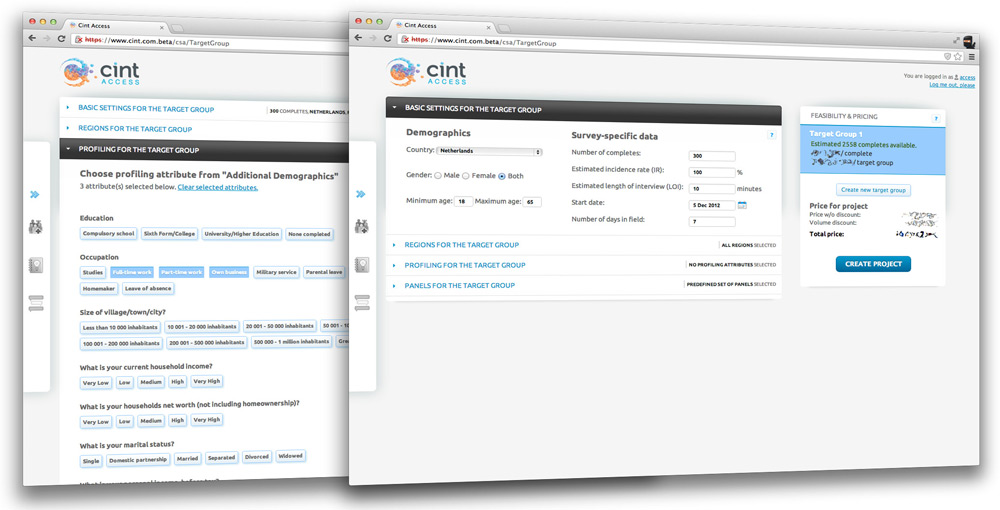 Cint Access
https://www.cint.com.beta/csa/TargetGroup
cint
ACCESS
BASIC SETTINGS FOR THE TARGET GROUP
300 COMPLETES, NETHERLANDS,
REGIONS FOR THE TARGET GROUP
PROFILING FOR THE TARGET GROUP
Choose profiling attribute from "Additional Demographics"
3 attribute(s) selected below. Clear selected attributes.
Education
Compulsory school Sixth Form/College University/Higher Education None completed
Occupation
Studies Full-time work Part-time work Own business Military service Parental leave
Homemaker Leave of absence
Size of village/town/city?
Less than 10 000 inhabitants 10 001 - 20 000 inhabitants 20 001 - 50 000 inhabitants 50 001 -
100 001 - 200 000 inhabitants 200 001 - 500 000 inhabitants 500 000 - 1 million inhabitants
What is your current household income?
Very Low Low Medium High Very High
What is your households net worth (not including homeownership)?
Very Low Low Medium High Very High
What is your marital status?
Single Domestic partnership Married Separated Divorced Widowed
Cint Access
https://www.cint.com.beta/csa/TargetGroup
cint
ACCESS
You are logged in as access
Log me out, please
BASIC SETTINGS FOR THE TARGET GROUP
Demographics
Country: Netherlands
Gender: Male Female Both
Minimum age: 18 Maximum age: 65
Survey-specific data
?
Number of completes: 300
Estimated incidence rate (IR): 100 %
Estimated length of interview (LOI): 10 minutes
Start date: 5 Dec 2012
Number of days in field: 7
REGIONS FOR THE TARGET GROUP
ALL REGIONS SELECTED
PROFILING FOR THE TARGET GROUP
NO PROFILING ATTRIBUTES SELECTED
PANELS FOR THE TARGET GROUP
PREDEFINED SET OF PANELS SELECTED
FEASIBILITY & PRICING ?
Target Group 1
Estimated 2558 completes available.
/ complete
/ target group
Create new target group
Price for project
Price w/o discount:
Volume discount:
Total price:
CREATE PROJECT